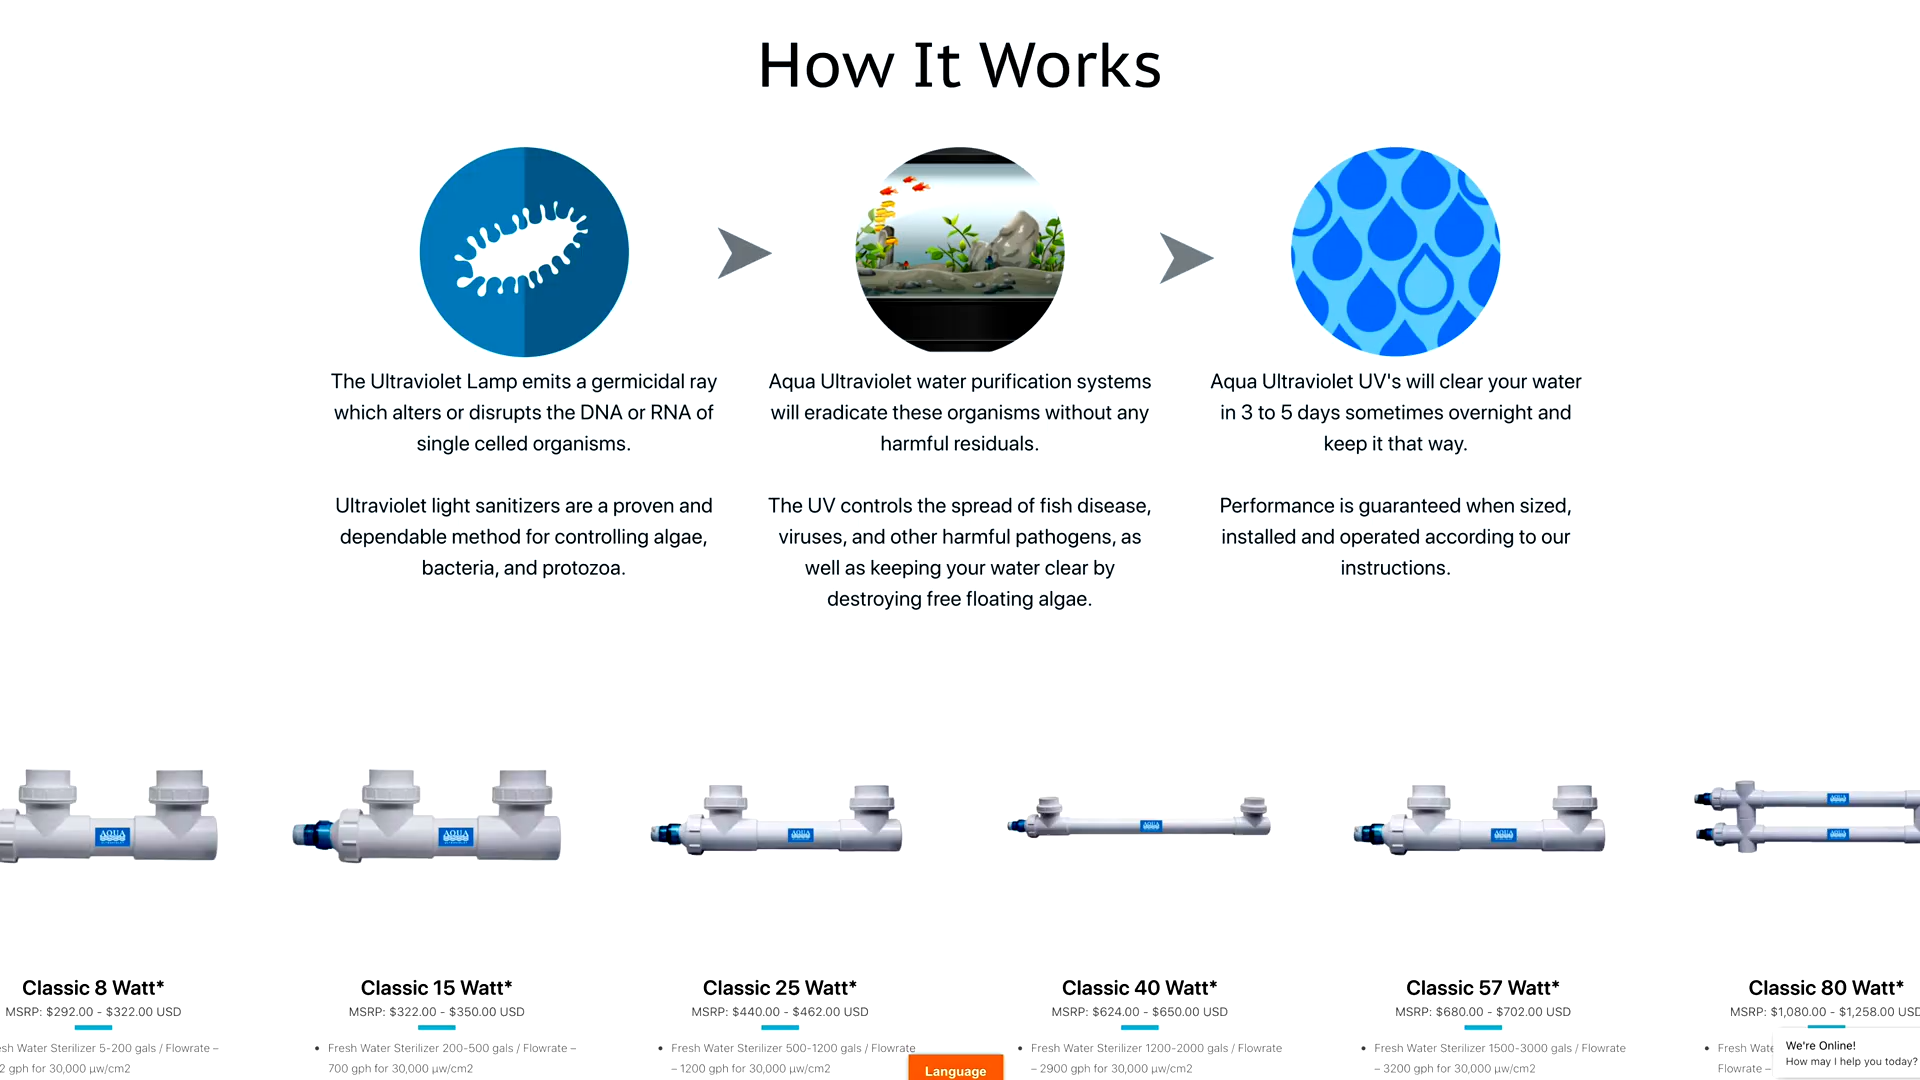 How It Works
The Ultraviolet Lamp emits a germicidal ray
which alters or disrupts the DNA or RNA of
single celled organisms.
Ultraviolet light sanitizers are a proven and
dependable method for controlling algae,
bacteria, and protozoa.
Aqua Ultraviolet water purification systems
will eradicate these organisms without any
harmful residuals.
The UV controls the spread of fish disease,
viruses, and other harmful pathogens, as
well as keeping your water clear by
destroying free floating algae.
Aqua Ultraviolet UV's will clear your water
in 3 to 5 days sometimes overnight and
keep it that way.
Performance is guaranteed when sized,
installed and operated according to our
instructions.
AQUA
AQUA
AQUA
AQUA
AQUA
AQUA
AQUA
Classic 8 Watt*
MSRP: $292.00 - $322.00 USD
Water Sterilizer 5-200 gals / Flowrate –
gph for 30,000 µw/cm2
Classic 15 Watt*
MSRP: $322.00 - $350.00 USD
• Fresh Water Sterilizer 200-500 gals / Flowrate –
700 gph for 30,000 µw/cm2
Classic 25 Watt*
MSRP: $440.00 - $462.00 USD
• Fresh Water Sterilizer 500-1200 gals / Flowrate
– 1200 gph for 30,000 µw/cm2
Classic 40 Watt*
MSRP: $624.00 - $650.00 USD
• Fresh Water Sterilizer 1200-2000 gals / Flowrate
– 2900 gph for 30,000 µw/cm2
Classic 57 Watt*
MSRP: $680.00 - $702.00 USD
• Fresh Water Sterilizer 1500-3000 gals / Flowrate
– 3200 gph for 30,000 µw/cm2
Classic 80 Watt*
MSRP: $1,080.00 - $1,258.00 USD
• Fresh
Flowrate –
Language
We're Online!
How may I help you today?